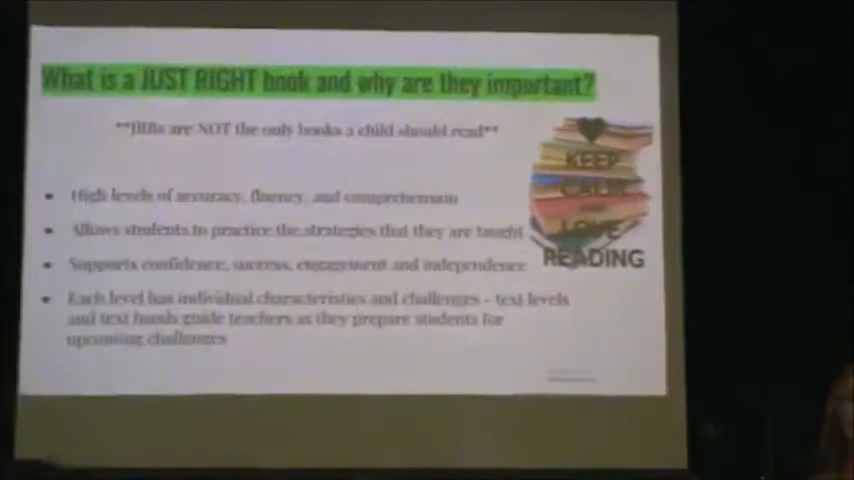 What is a JUST RIGHT book and why are they important?
**JRBs are NOT the only books a child should read**
• High levels of accuracy, fluency, and comprehension
• Allows students to practice the strategies that they are taught
• Supports confidence, success, engagement and independence
• Each level has individual characteristics and challenges - text levels
and text bands guide teachers as they prepare students for
upcoming challenges
KEEP
CALM
AND
LOVE
READING